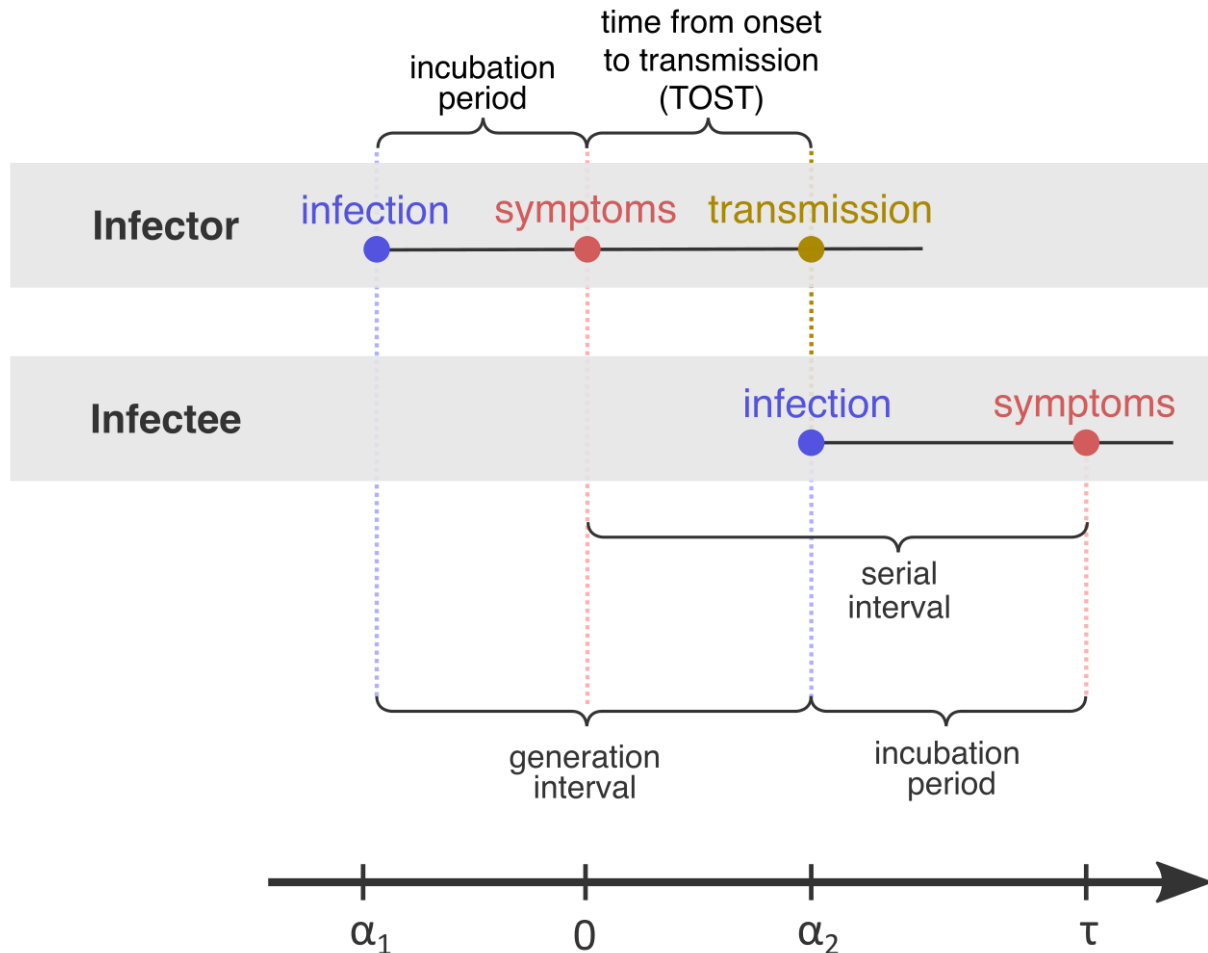 time from onset
to transmission
(TOST)
incubation
period
Infector
infection
symptoms
transmission
Infectee
infection
symptoms
serial
interval
generation
interval
incubation
period
α₁
0
α₂
τ